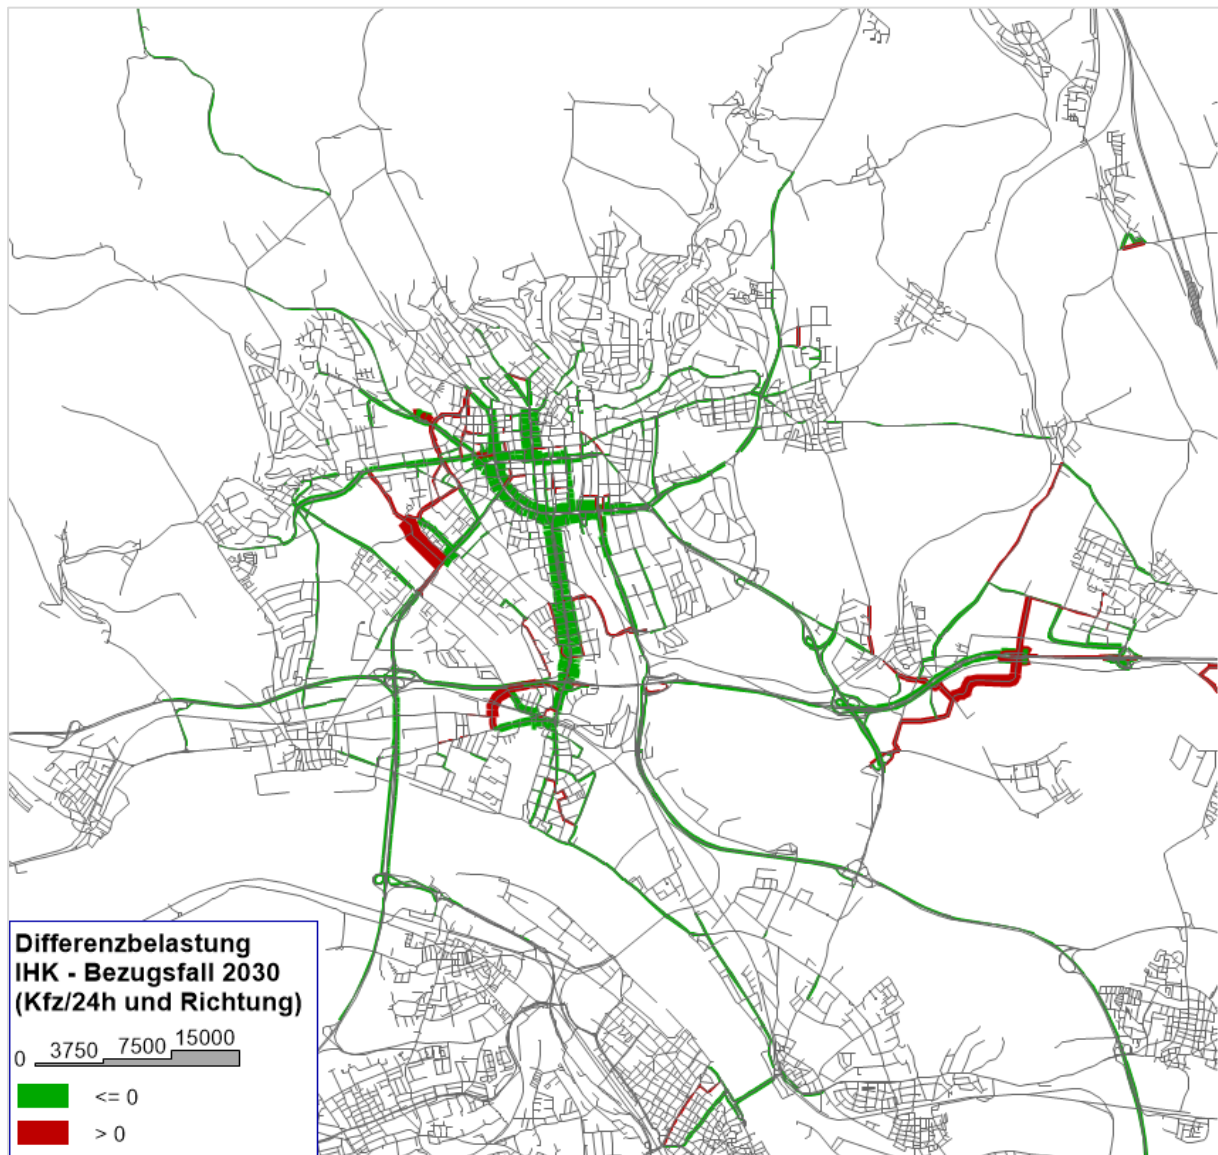 Differenzbelastung
IHK - Bezugsfall 2030
(Kfz/24h und Richtung)
0 3750 7500 15000
<= 0
> 0